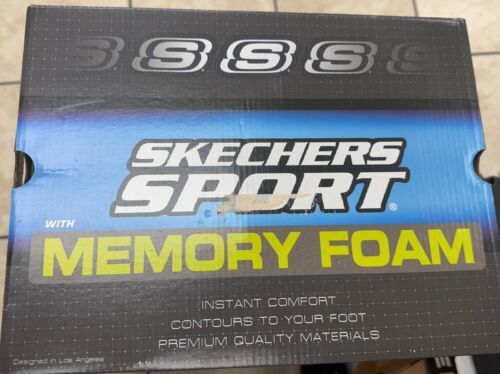 S S S S S
SKECHERS
SPORT®
WITH
MEMORY FOAM
INSTANT COMFORT
CONTOURS TO YOUR FOOT
PREMIUM QUALITY MATERIALS
Designed in Los Angeles